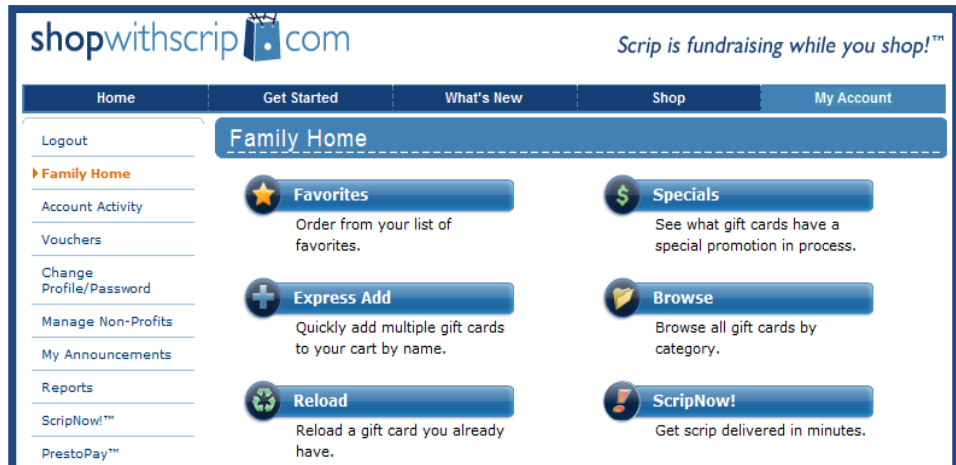 shopwithscrip.com
Scrip is fundraising while you shop!™
Home Get Started What's New Shop My Account
Logout
Family Home
Account Activity
Vouchers
Change
Profile/Password
Manage Non-Profits
My Announcements
Reports
ScripNow!™
PrestoPay™
Family Home
Favorites
Order from your list of
favorites.
Specials
See what gift cards have a
special promotion in process.
Express Add
Quickly add multiple gift cards
to your cart by name.
Browse
Browse all gift cards by
category.
Reload
Reload a gift card you already
have.
ScripNow!
Get scrip delivered in minutes.